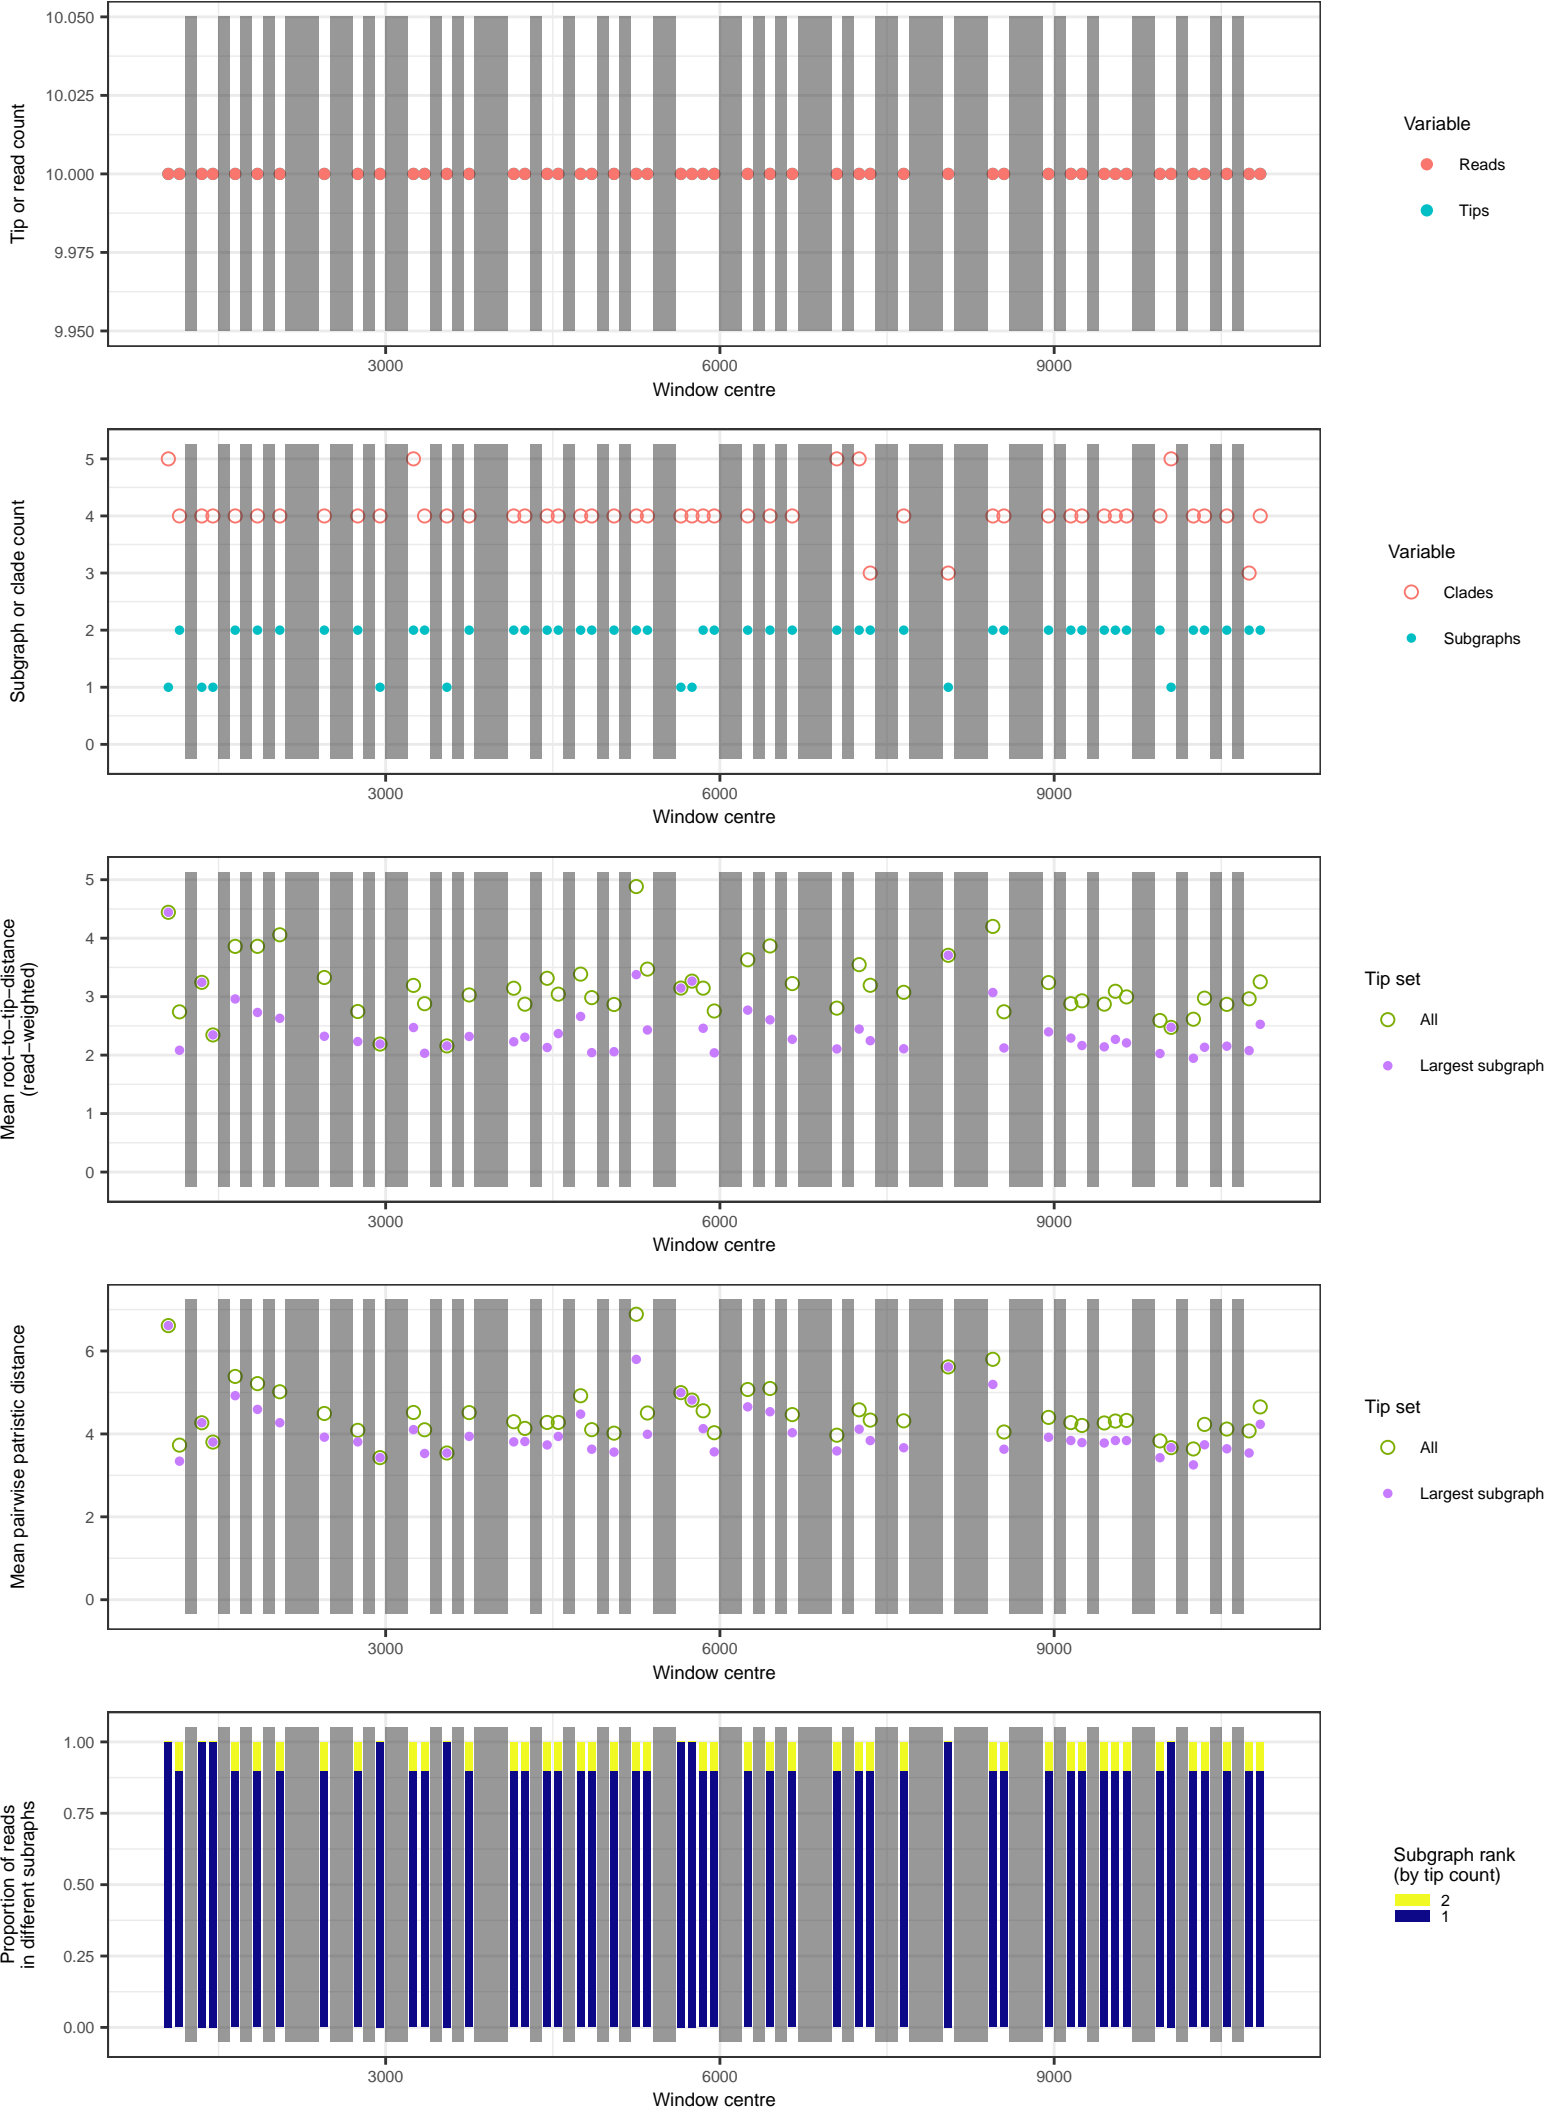 10.050
10.025
10.000
9.975
9.950
Tip or read count
3000
6000
9000
Window centre
Variable
Reads
Tips
5
4
3
2
1
0
Subgraph or clade count
3000
6000
9000
Window centre
Variable
Clades
Subgraphs
5
4
3
2
1
0
Mean root−to−tip−distance
(read−weighted)
3000
6000
9000
Window centre
Tip set
All
Largest subgraph
6
4
2
0
Mean pairwise patristic distance
3000
6000
9000
Window centre
Tip set
All
Largest subgraph
1.00
0.75
0.50
0.25
0.00
Proportion of reads
in different subraphs
3000
6000
9000
Window centre
Subgraph rank
(by tip count)
2
1